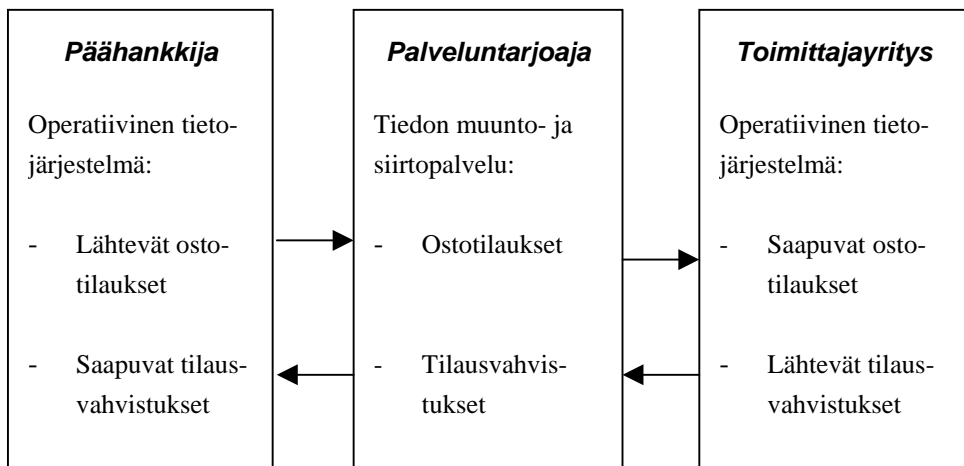 Päähankkija
Operatiivinen tieto-
järjestelmä:
- Lähtevät osto-
tilaukset
- Saapuvat tilaus-
vahvistukset
Palveluntarjoaja
Tiedon muunto- ja
siirtopalvelu:
- Ostotilaukset
- Tilausvahvis-
tukset
Toimittajayritys
Operatiivinen tieto-
järjestelmä:
- Saapuvat osto-
tilaukset
- Lähtevät tilaus-
vahvistukset